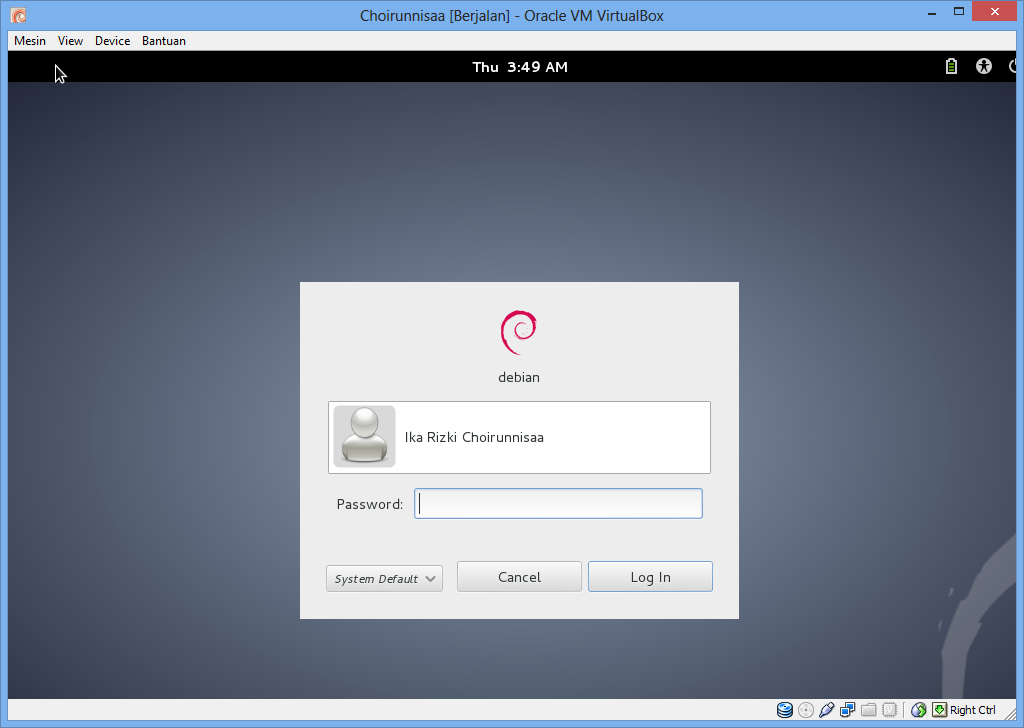 Choirunnisaa [Berjalan] - Oracle VM VirtualBox
Mesin View Device Bantuan
Thu 3:49 AM
debian
Ika Rizki Choirunnisaa
Password:
System Default Cancel Log In
Right Ctrl